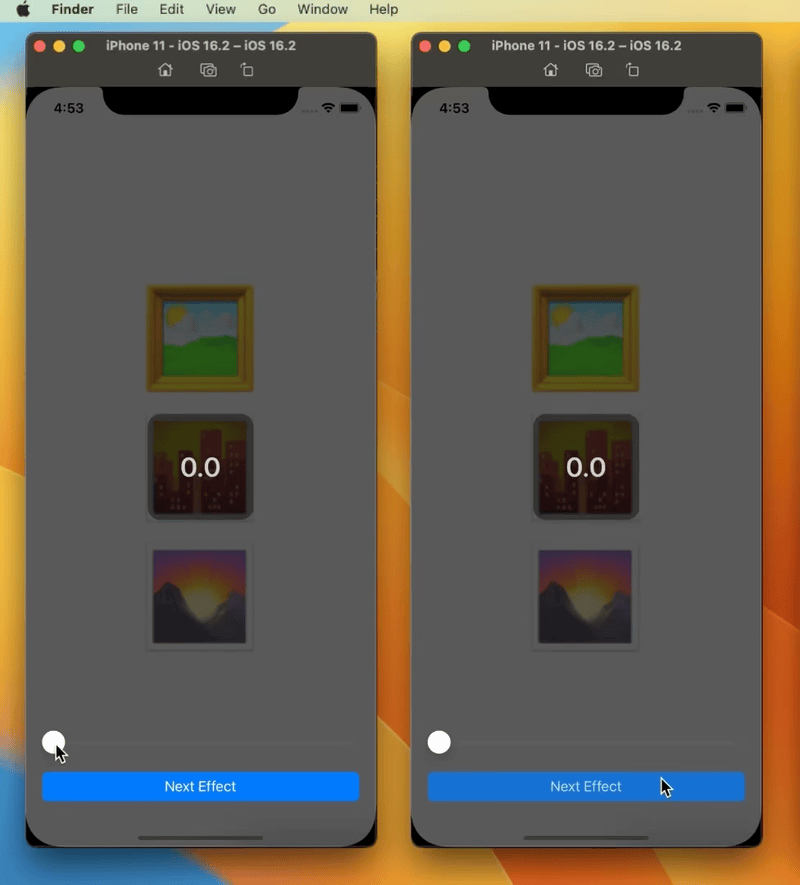 Finder File Edit View Go Window Help
iPhone 11 - iOS 16.2 – iOS 16.2
4:53
0.0
Next Effect
iPhone 11 - iOS 16.2 – iOS 16.2
4:53
0.0
Next Effect